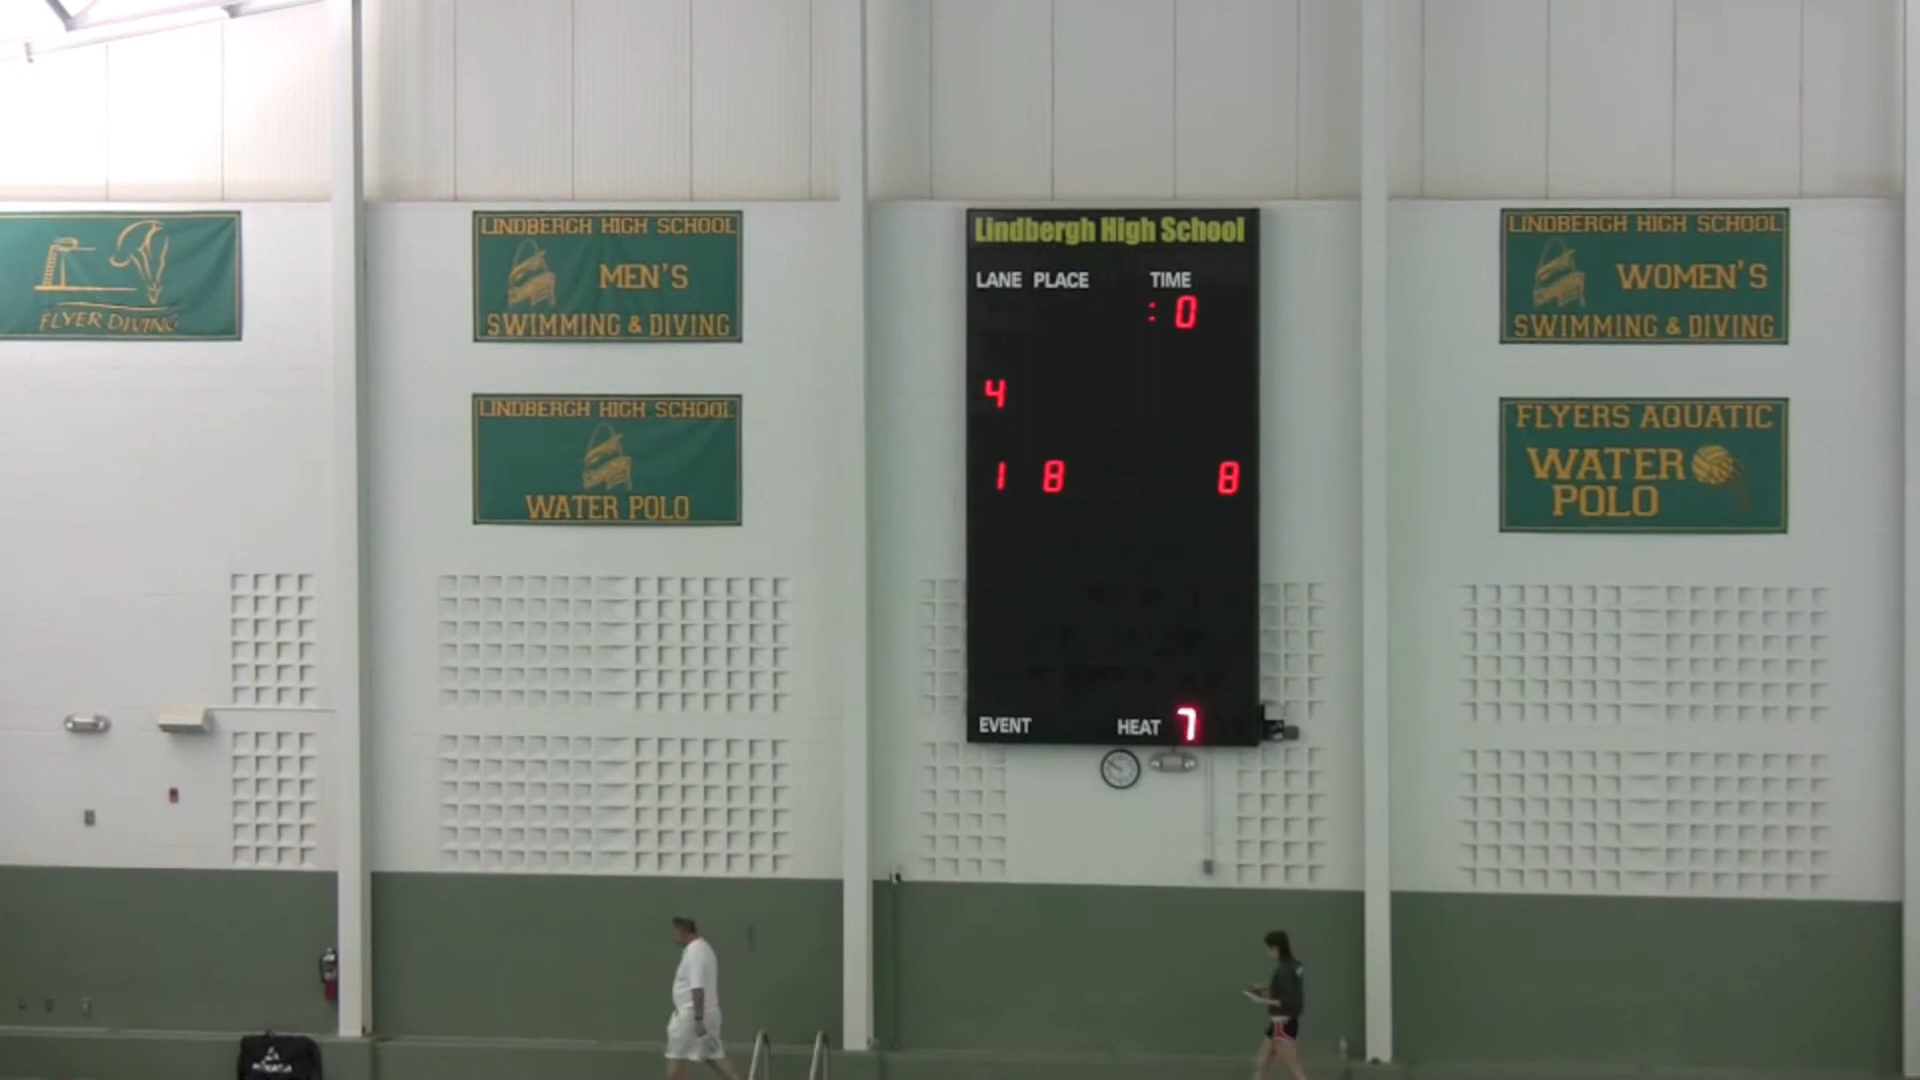 FLYER DIVING
LINDBERGH HIGH SCHOOL
MEN'S
SWIMMING & DIVING
LINDBERGH HIGH SCHOOL
WATER POLO
Lindbergh High School
LANE PLACE TIME
: 0
4
1 8 8
EVENT HEAT 7
LINDBERGH HIGH SCHOOL
WOMEN'S
SWIMMING & DIVING
FLYERS AQUATIC
WATER
POLO